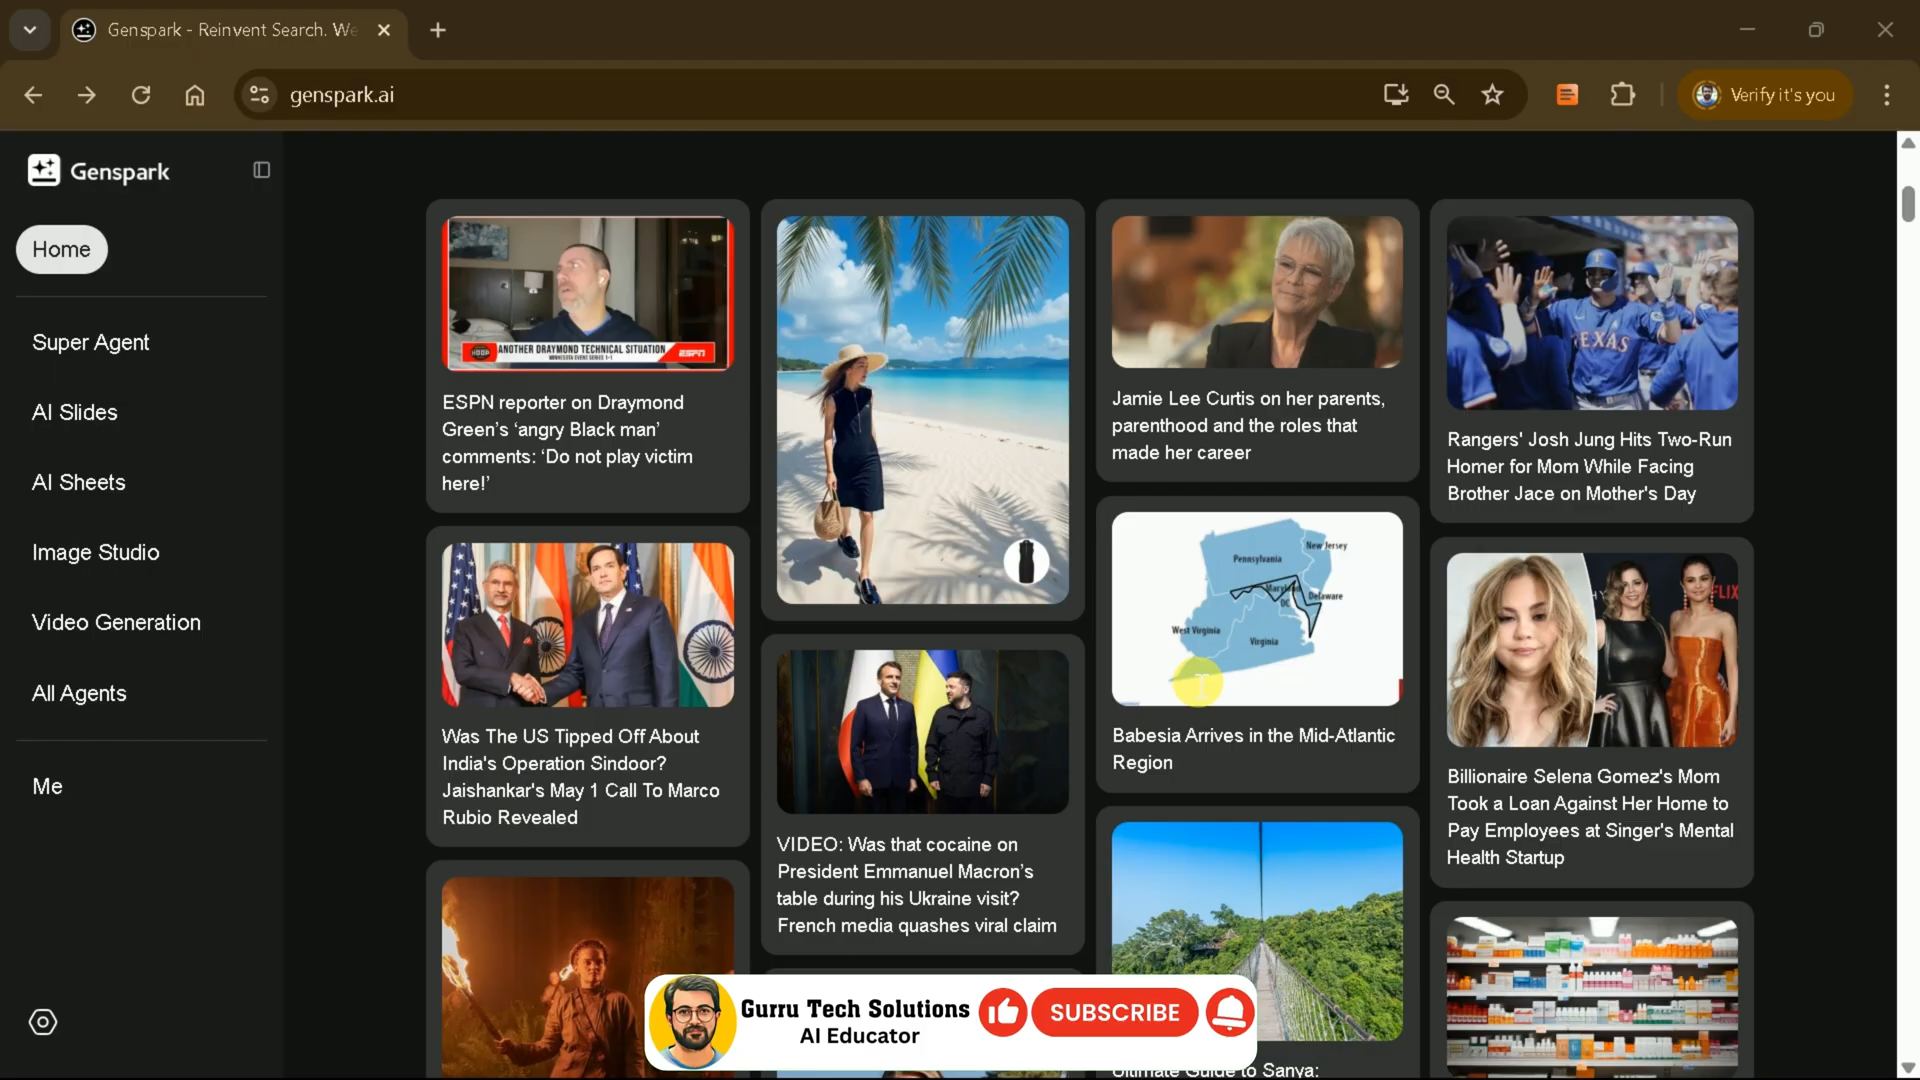 Genspark - Reinvent Search. We
genspark.ai
Verify it's you
Genspark
Home
Super Agent
AI Slides
AI Sheets
Image Studio
Video Generation
All Agents
Me
ANOTHER DRAYMOND TECHNICAL SITUATION
ESPN
ESPN reporter on Draymond
Green's ‘angry Black man’
comments: ‘Do not play victim
here!’
Was The US Tipped Off About
India's Operation Sindoor?
Jaishankar's May 1 Call To Marco
Rubio Revealed
VIDEO: Was that cocaine on
President Emmanuel Macron’s
table during his Ukraine visit?
French media quashes viral claim
Jamie Lee Curtis on her parents,
parenthood and the roles that
made her career
New Jersey
Pennsylvania
Maryland
DC
Delaware
West Virginia
Virginia
Babesia Arrives in the Mid-Atlantic
Region
Ultimate Guide to Sanya:
TEXAS
Rangers' Josh Jung Hits Two-Run
Homer for Mom While Facing
Brother Jace on Mother's Day
Billionaire Selena Gomez's Mom
Took a Loan Against Her Home to
Pay Employees at Singer's Mental
Health Startup
Gurru Tech Solutions
AI Educator
SUBSCRIBE